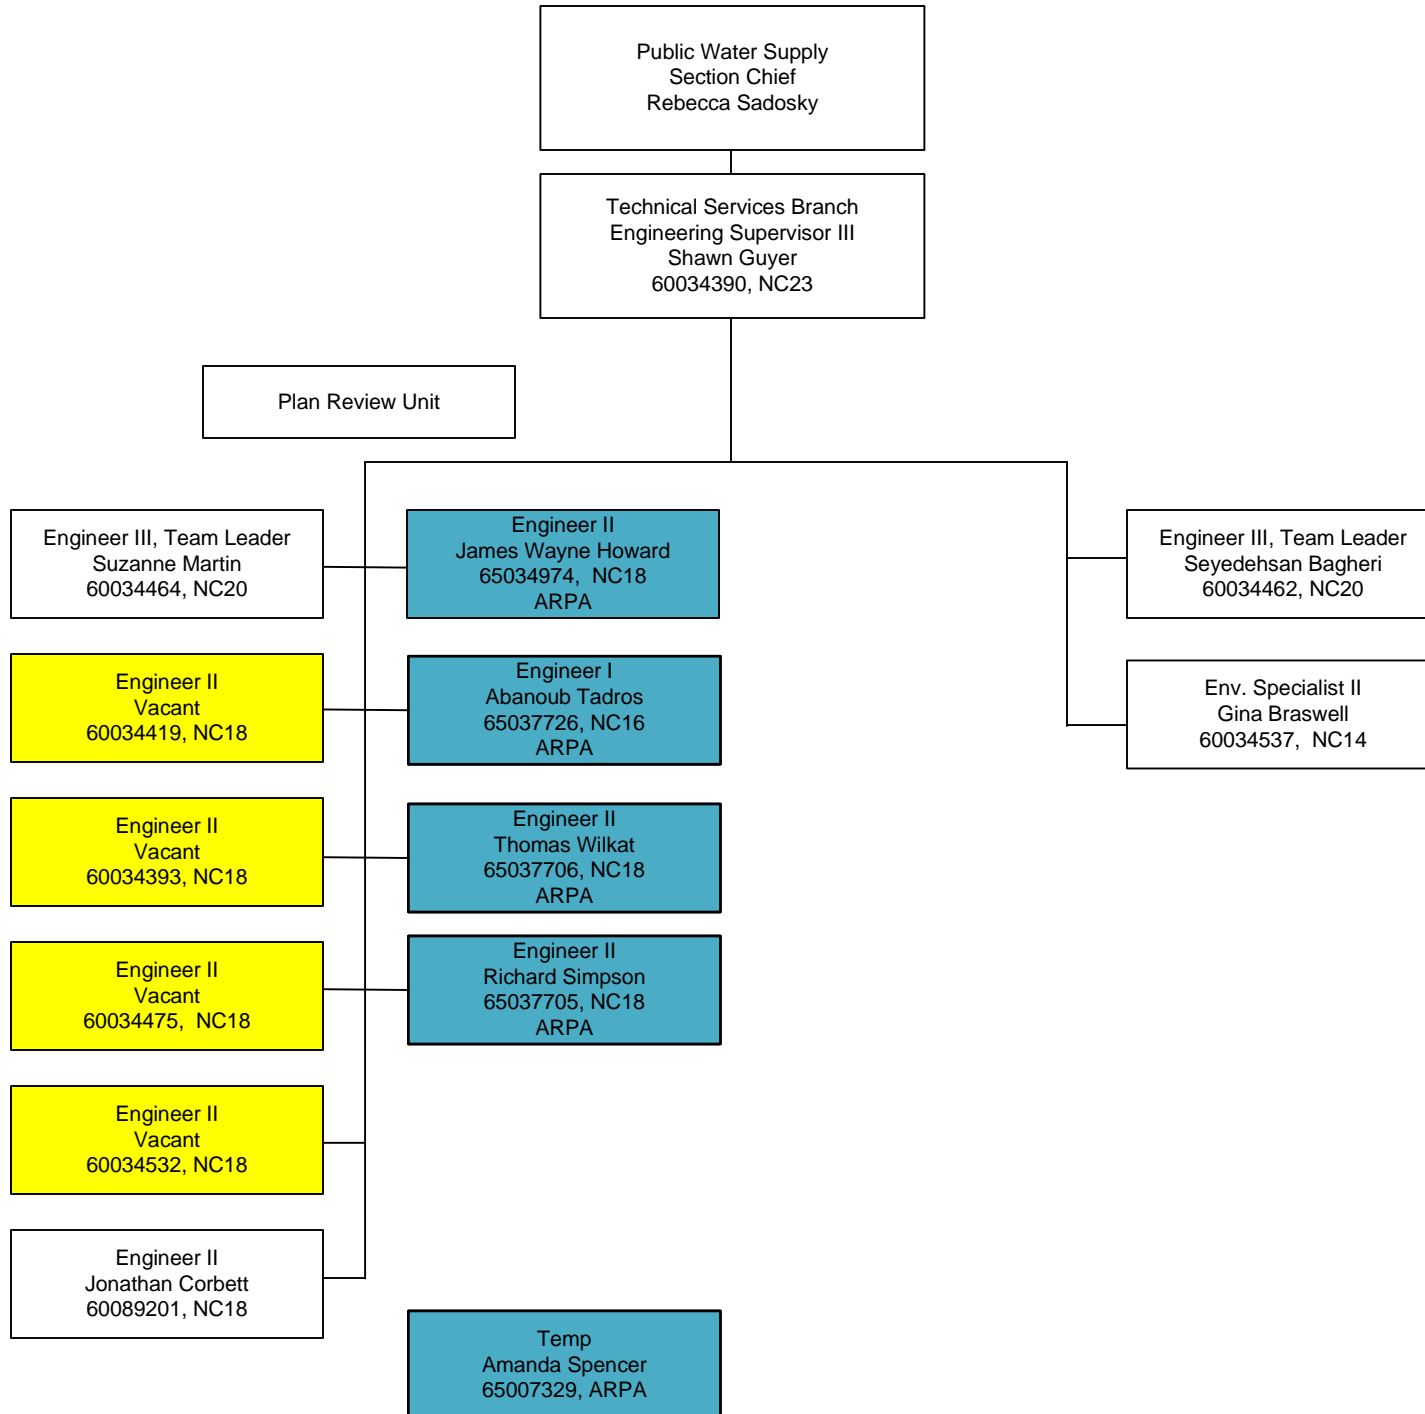 Public Water Supply
Section Chief
Rebecca Sadosky
Technical Services Branch
Engineering Supervisor III
Shawn Guyer
60034390, NC23
Plan Review Unit
Engineer III, Team Leader
Suzanne Martin
60034464, NC20
Engineer II
James Wayne Howard
65034974,  NC18
ARPA
Engineer III, Team Leader
Seyedehsan Bagheri
60034462, NC20
Engineer II
Vacant
60034419, NC18
Engineer I
Abanoub Tadros
65037726, NC16
ARPA
Env. Specialist II
Gina Braswell
60034537,  NC14
Engineer II
Vacant
60034393, NC18
Engineer II
Thomas Wilkat
65037706, NC18
ARPA
Engineer II
Vacant
60034475,  NC18
Engineer II
Richard Simpson
65037705, NC18
ARPA
Engineer II
Vacant
60034532, NC18
Engineer II
Jonathan Corbett
60089201, NC18
Temp
Amanda Spencer
65007329, ARPA